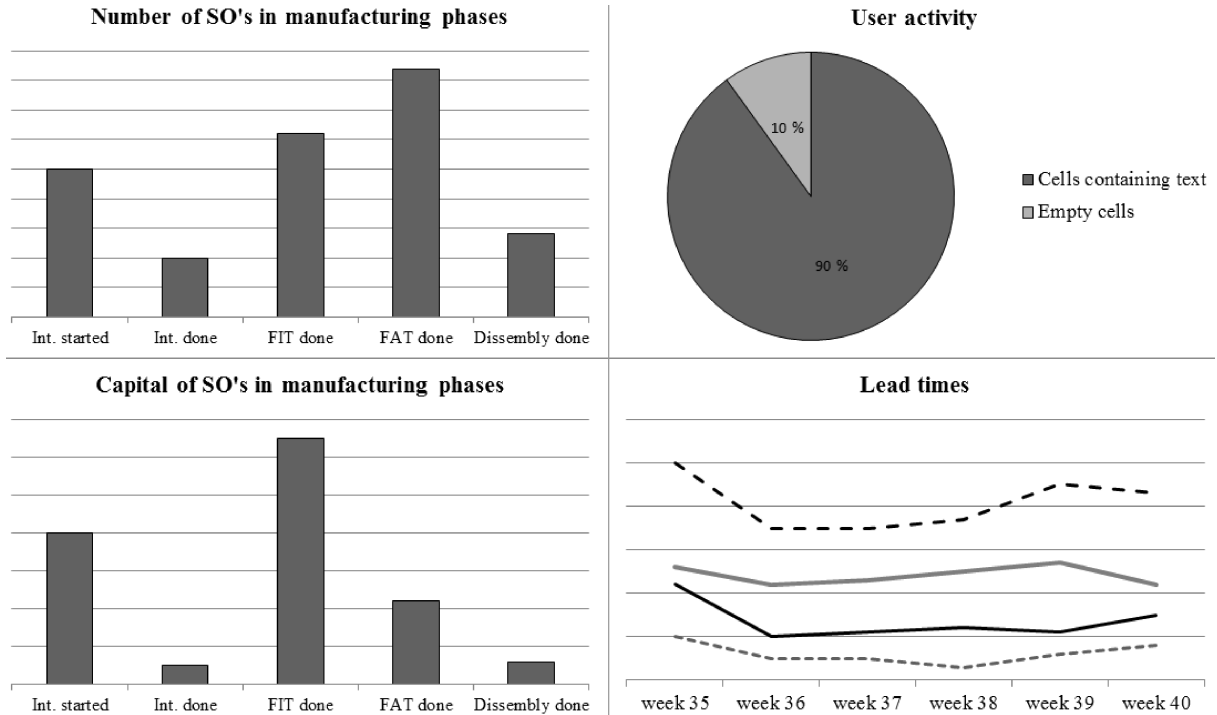 Number of SO's in manufacturing phases
Int. started
Int. done
FIT done
FAT done
Dissembly done
User activity
10 %
90 %
Cells containing text
Empty cells
Capital of SO's in manufacturing phases
Int. started
Int. done
FIT done
FAT done
Dissembly done
Lead times
week 35
week 36
week 37
week 38
week 39
week 40